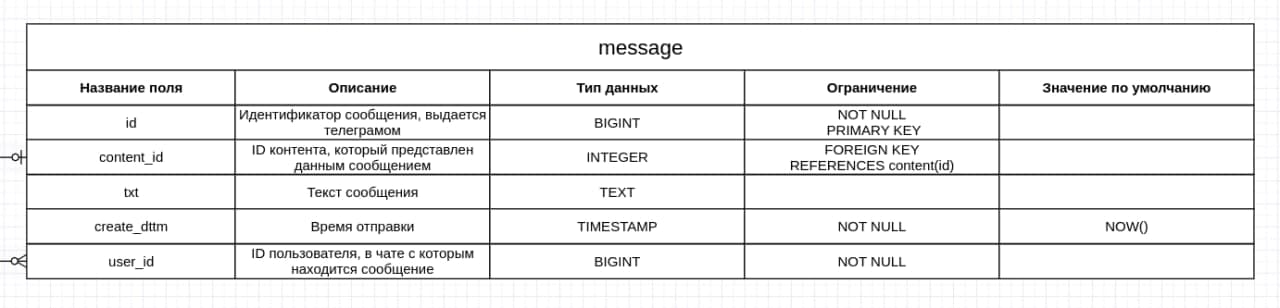 message
Название поля Описание Тип данных Ограничение Значение по умолчанию
id Идентификатор сообщения, выдается телеграмом BIGINT NOT NULL PRIMARY KEY
content_id ID контента, который представлен данным сообщением INTEGER FOREIGN KEY REFERENCES content(id)
txt Текст сообщения TEXT
create_dttm Время отправки TIMESTAMP NOT NULL NOW()
user_id ID пользователя, в чате с которым находится сообщение BIGINT NOT NULL